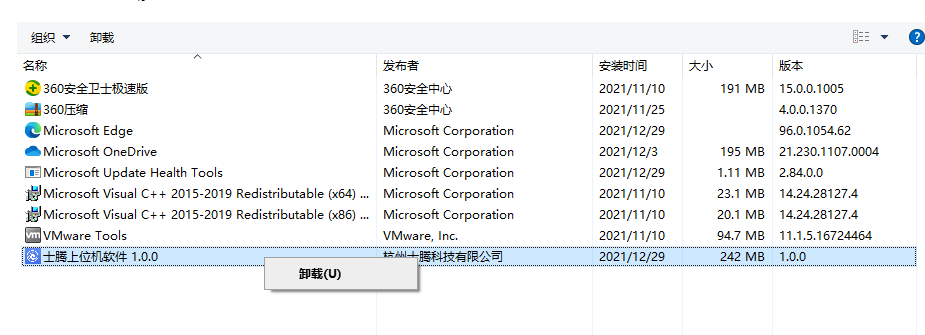 组织 卸载
名称 发布者 安装时间 大小 版本
360安全卫士极速版 360安全中心 2021/11/10 191 MB 15.0.0.1005
360压缩 360安全中心 2021/11/25 4.0.0.1370
Microsoft Edge Microsoft Corporation 2021/12/29 96.0.1054.62
Microsoft OneDrive Microsoft Corporation 2021/12/3 195 MB 21.230.1107.0004
Microsoft Update Health Tools Microsoft Corporation 2021/12/29 1.11 MB 2.84.0.0
Microsoft Visual C++ 2015-2019 Redistributable (x64) ... Microsoft Corporation 2021/11/10 23.1 MB 14.24.28127.4
Microsoft Visual C++ 2015-2019 Redistributable (x86) ... Microsoft Corporation 2021/11/10 20.1 MB 14.24.28127.4
vm VMware Tools VMware, Inc. 2021/11/10 94.7 MB 11.1.5.16724464
士腾上位机软件 1.0.0 杭州士腾科技有限公司 2021/12/29 242 MB 1.0.0
卸载(U)